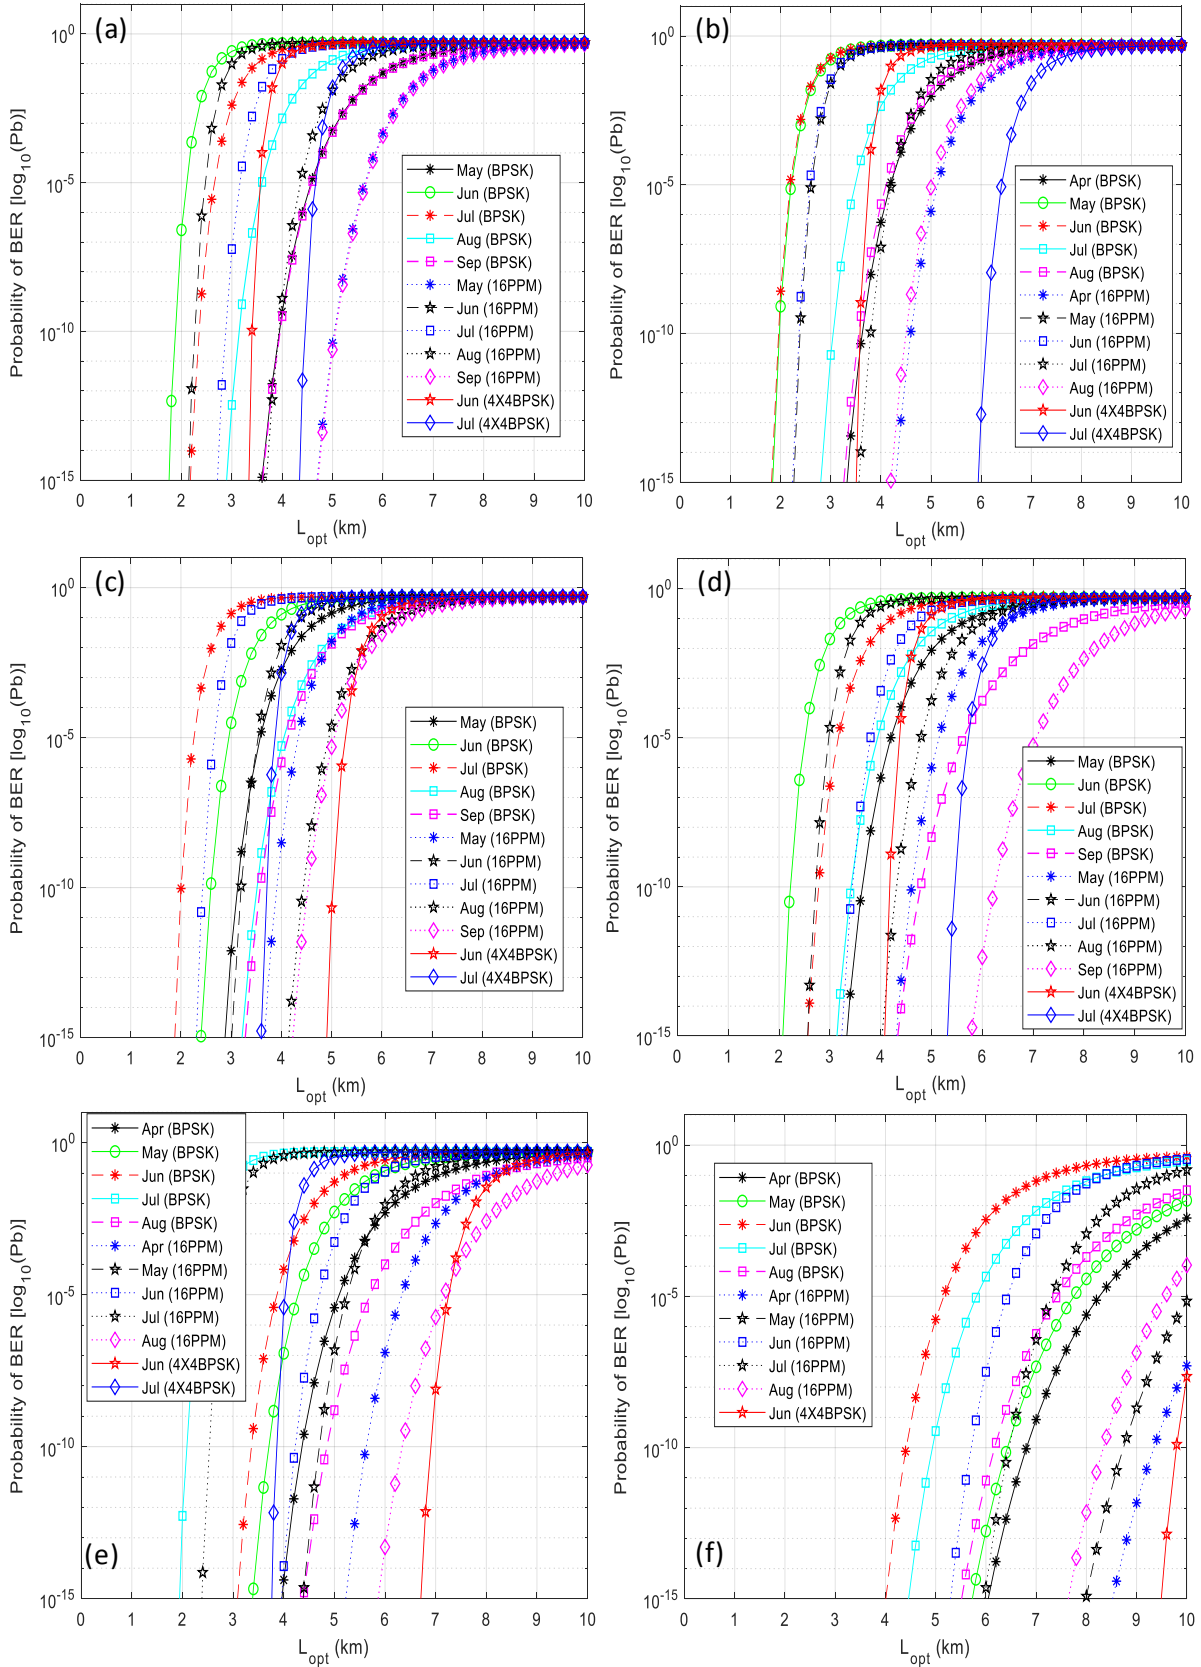 (a)
Probability of BER [log10(Pb)]
10^0
10^-5
10^-10
10^-15
May (BPSK)
Jun (BPSK)
Jul (BPSK)
Aug (BPSK)
Sep (BPSK)
May (16PPM)
Jun (16PPM)
Jul (16PPM)
Aug (16PPM)
Sep (16PPM)
Jun (4X4BPSK)
Jul (4X4BPSK)
0 1 2 3 4 5 6 7 8 9 10
L_opt (km)
(b)
Probability of BER [log10(Pb)]
10^0
10^-5
10^-10
10^-15
Apr (BPSK)
May (BPSK)
Jun (BPSK)
Jul (BPSK)
Aug (BPSK)
Apr (16PPM)
May (16PPM)
Jun (16PPM)
Jul (16PPM)
Aug (16PPM)
Jun (4X4BPSK)
Jul (4X4BPSK)
0 1 2 3 4 5 6 7 8 9 10
L_opt (km)
(c)
Probability of BER [log10(Pb)]
10^0
10^-5
10^-10
10^-15
May (BPSK)
Jun (BPSK)
Jul (BPSK)
Aug (BPSK)
Sep (BPSK)
May (16PPM)
Jun (16PPM)
Jul (16PPM)
Aug (16PPM)
Sep (16PPM)
Jun (4X4BPSK)
Jul (4X4BPSK)
0 1 2 3 4 5 6 7 8 9 10
L_opt (km)
(d)
Probability of BER [log10(Pb)]
10^0
10^-5
10^-10
10^-15
May (BPSK)
Jun (BPSK)
Jul (BPSK)
Aug (BPSK)
Sep (BPSK)
May (16PPM)
Jun (16PPM)
Jul (16PPM)
Aug (16PPM)
Sep (16PPM)
Jun (4X4BPSK)
Jul (4X4BPSK)
0 1 2 3 4 5 6 7 8 9 10
L_opt (km)
Probability of BER [log10(Pb)]
10^0
10^-5
10^-10
10^-15
Apr (BPSK)
May (BPSK)
Jun (BPSK)
Jul (BPSK)
Aug (BPSK)
Apr (16PPM)
May (16PPM)
Jun (16PPM)
Jul (16PPM)
Aug (16PPM)
Jun (4X4BPSK)
Jul (4X4BPSK)
(e)
0 1 2 3 4 5 6 7 8 9 10
L_opt (km)
Probability of BER [log10(Pb)]
10^0
10^-5
10^-10
10^-15
Apr (BPSK)
May (BPSK)
Jun (BPSK)
Jul (BPSK)
Aug (BPSK)
Apr (16PPM)
May (16PPM)
Jun (16PPM)
Jul (16PPM)
Aug (16PPM)
Jun (4X4BPSK)
(f)
0 1 2 3 4 5 6 7 8 9 10
L_opt (km)